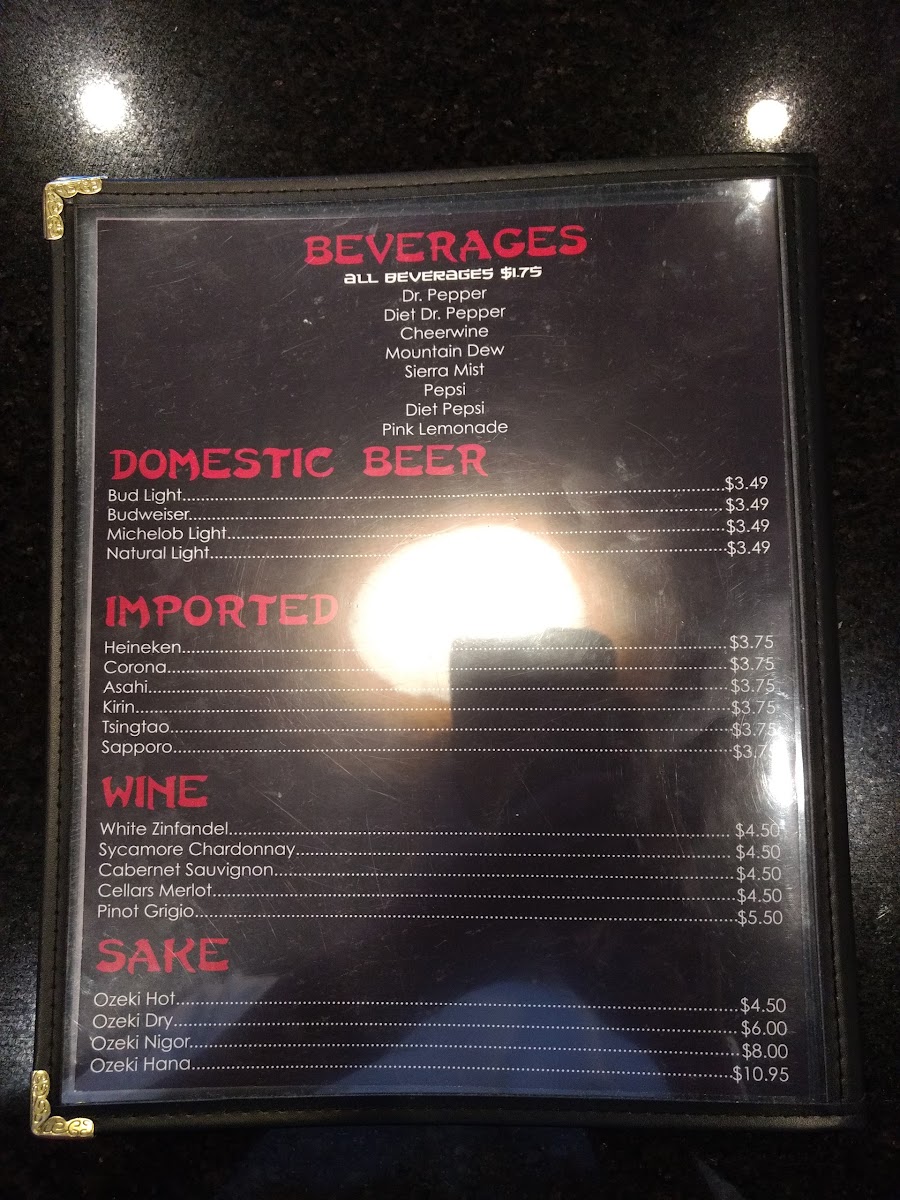 BEVERAGES
ALL BEVERAGES $1.75
Dr. Pepper
Diet Dr. Pepper
Cheerwine
Mountain Dew
Sierra Mist
Pepsi
Diet Pepsi
Pink Lemonade
DOMESTIC BEER
Bud Light $3.49
Budweiser $3.49
Michelob Light $3.49
Natural Light $3.49
IMPORTED
Heineken $3.75
Corona $3.75
Asahi $3.75
Kirin $3.75
Tsingtao $3.75
Sapporo $3.75
WINE
White Zinfandel $4.50
Sycamore Chardonnay $4.50
Cabernet Sauvignon $4.50
Cellars Merlot $4.50
Pinot Grigio $5.50
SAKE
Ozeki Hot $4.50
Ozeki Dry $6.00
Ozeki Nigor $8.00
Ozeki Hana $10.95